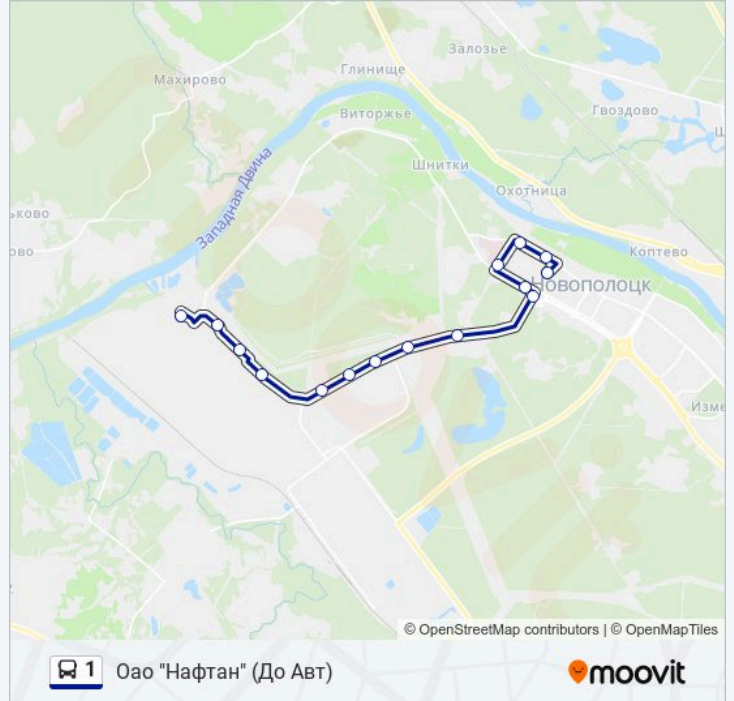 Залозье
Глинище
Махирово
Гвоздово
Виторжье
Шнитки
Западная Двина
Охотница
Коптево
Новополоцк
© OpenStreetMap contributors | © OpenMapTiles
1 Оао "Нафтан" (До Авт)
moovit